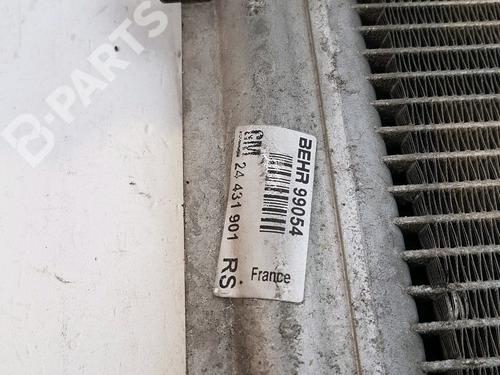 B-PARTS
BEHR 99054
GM 24 431 901 RS
France